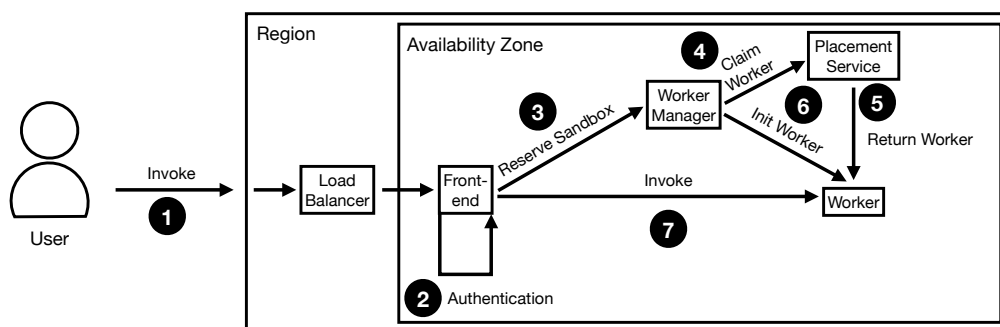 Region
Availability Zone
User
Invoke
1
Load
Balancer
Front-
end
2
Authentication
3
Reserve Sandbox
Worker
Manager
4
Claim
Worker
Placement
Service
5
Return Worker
6
Init Worker
Invoke
7
Worker